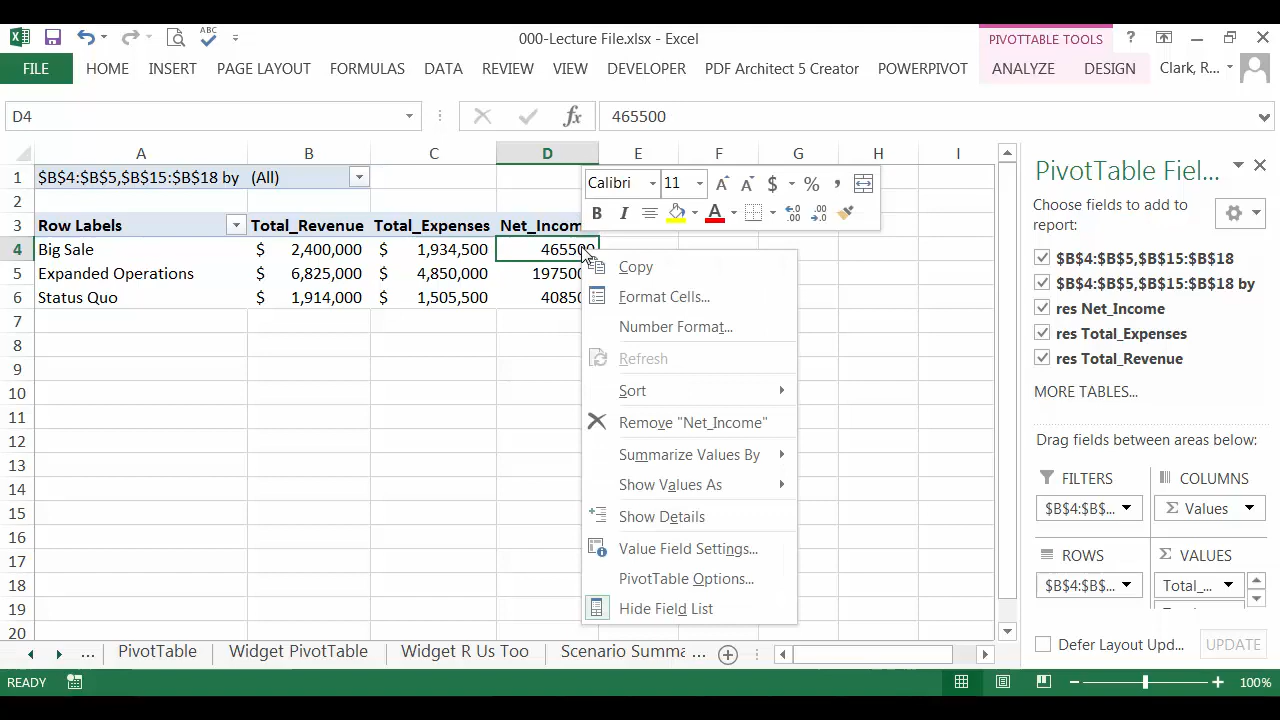 000-Lecture File.xlsx - Excel
PIVOTTABLE TOOLS
?
ABC
FILE HOME INSERT PAGE LAYOUT FORMULAS DATA REVIEW VIEW DEVELOPER PDF Architect 5 Creator POWERPIVOT ANALYZE DESIGN Clark, R...
D4 fx 465500
A B C D E F G H I
1 $B$4:$B$5,$B$15:$B$18 by (All)
2
3 Row Labels Total_Revenue Total_Expenses Net_Income
4 Big Sale $ 2,400,000 $ 1,934,500 465500
5 Expanded Operations $ 6,825,000 $ 4,850,000 197500
6 Status Quo $ 1,914,000 $ 1,505,500 40850
7
8
9
10
11
12
13
14
15
16
17
18
19
20
Calibri 11 $ % ,
B I A
Copy
Format Cells...
Number Format...
Refresh
Sort
Remove "Net_Income"
Summarize Values By
Show Values As
Show Details
Value Field Settings...
PivotTable Options...
Hide Field List
PivotTable Fiel...
Choose fields to add to
report:
$B$4:$B$5,$B$15:$B$18
$B$4:$B$5,$B$15:$B$18 by
res Net_Income
res Total_Expenses
res Total_Revenue
MORE TABLES...
Drag fields between areas below:
FILTERS COLUMNS
$B$4:$B$... Σ Values
ROWS Σ VALUES
$B$4:$B$... Total_...
Defer Layout Upd... UPDATE
... PivotTable Widget PivotTable Widget R Us Too Scenario Summa ...
READY 100%